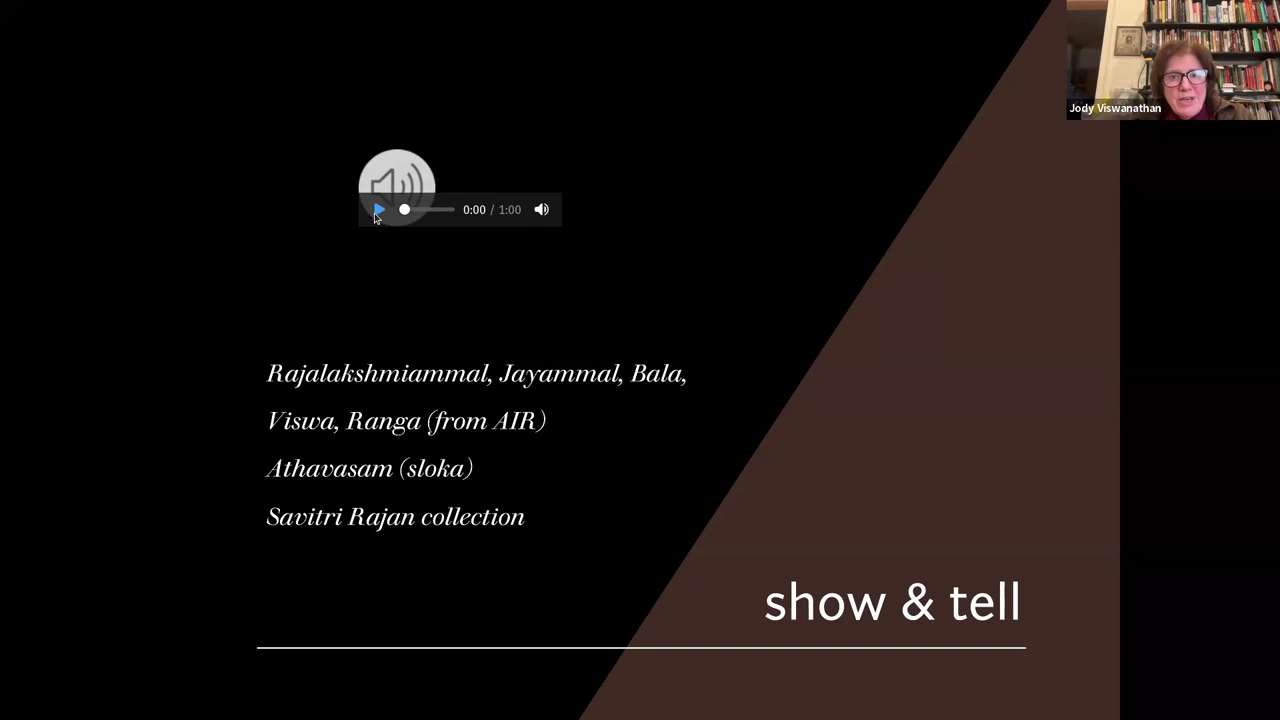 Jody Viswanathan
0:00 / 1:00
Rajalakshmiammal, Jayammal, Bala,
Viswa, Ranga (from AIR)
Athavasam (sloka)
Savitri Rajan collection
show & tell